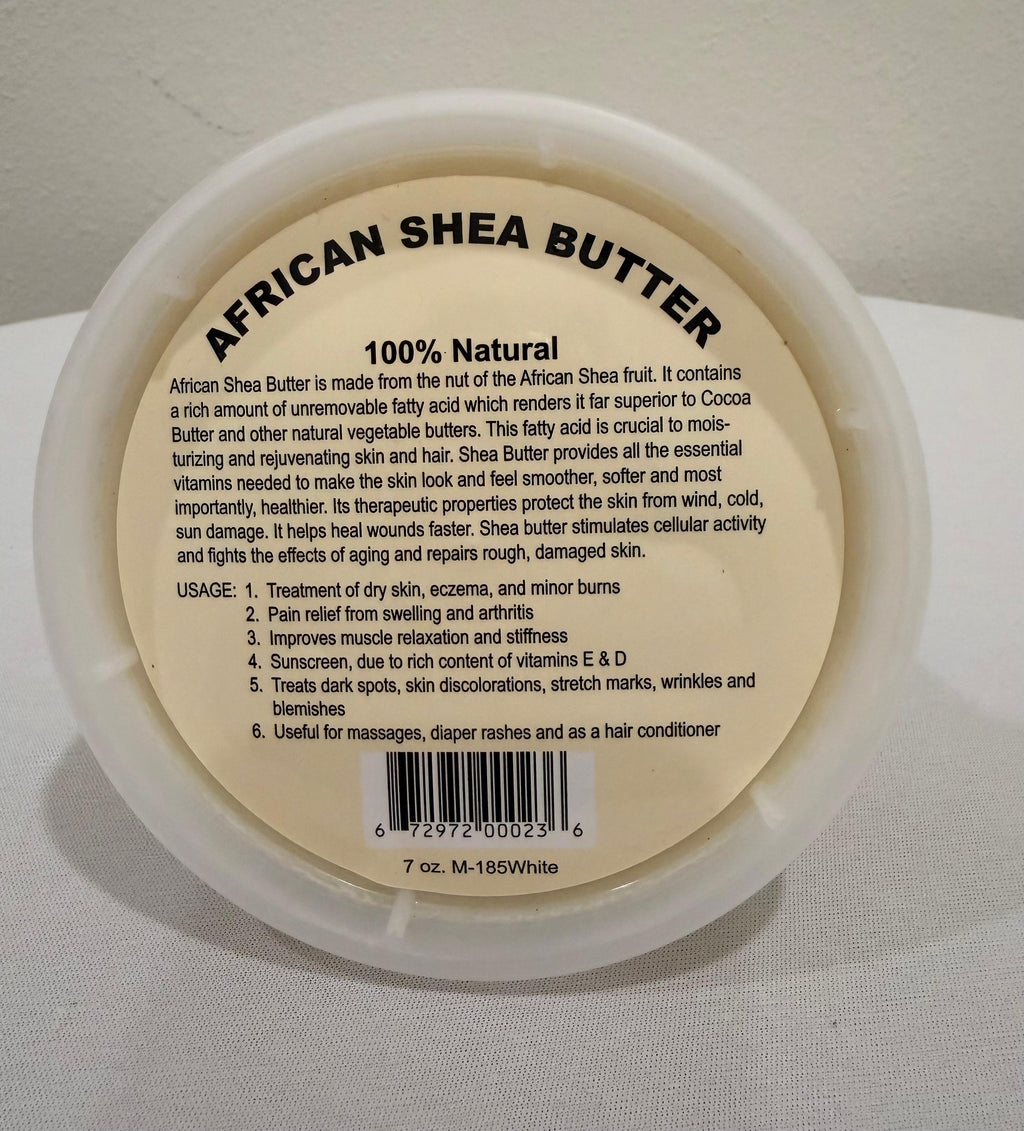 AFRICAN SHEA BUTTER
100% Natural
African Shea Butter is made from the nut of the African Shea fruit. It contains
a rich amount of unremovable fatty acid which renders it far superior to Cocoa
Butter and other natural vegetable butters. This fatty acid is crucial to mois-
turizing and rejuvenating skin and hair. Shea Butter provides all the essential
vitamins needed to make the skin look and feel smoother, softer and most
importantly, healthier. Its therapeutic properties protect the skin from wind, cold,
sun damage. It helps heal wounds faster. Shea butter stimulates cellular activity
and fights the effects of aging and repairs rough, damaged skin.
USAGE: 1. Treatment of dry skin, eczema, and minor burns
2. Pain relief from swelling and arthritis
3. Improves muscle relaxation and stiffness
4. Sunscreen, due to rich content of vitamins E & D
5. Treats dark spots, skin discolorations, stretch marks, wrinkles and
blemishes
6. Useful for massages, diaper rashes and as a hair conditioner
6 72972 00023 6
7 oz. M-185White